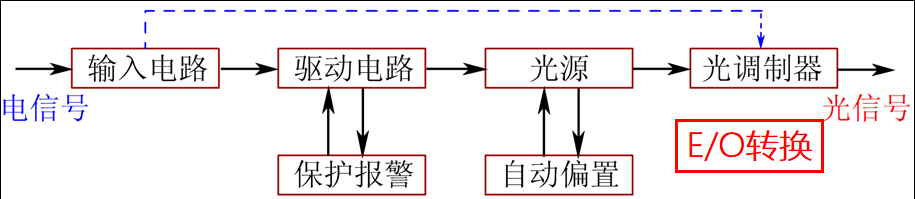 输入电路
驱动电路
光源
光调制器
电信号
光信号
E/O转换
保护报警
自动偏置